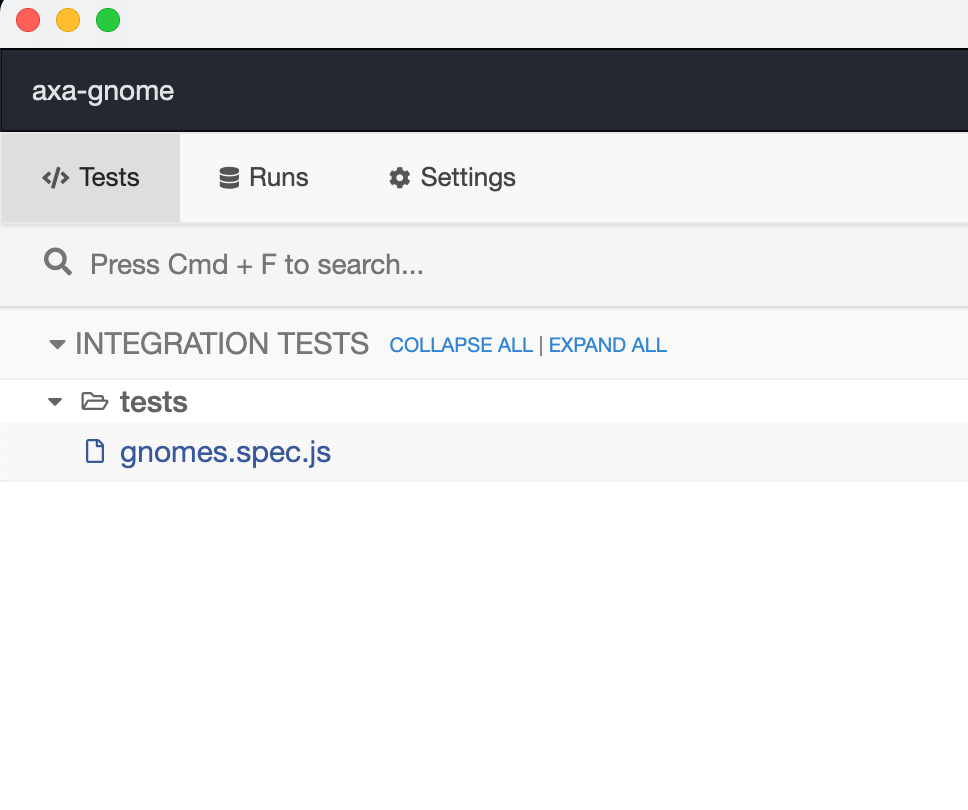 axa-gnome
Tests Runs Settings
Press Cmd + F to search...
INTEGRATION TESTS COLLAPSE ALL | EXPAND ALL
tests
gnomes.spec.js